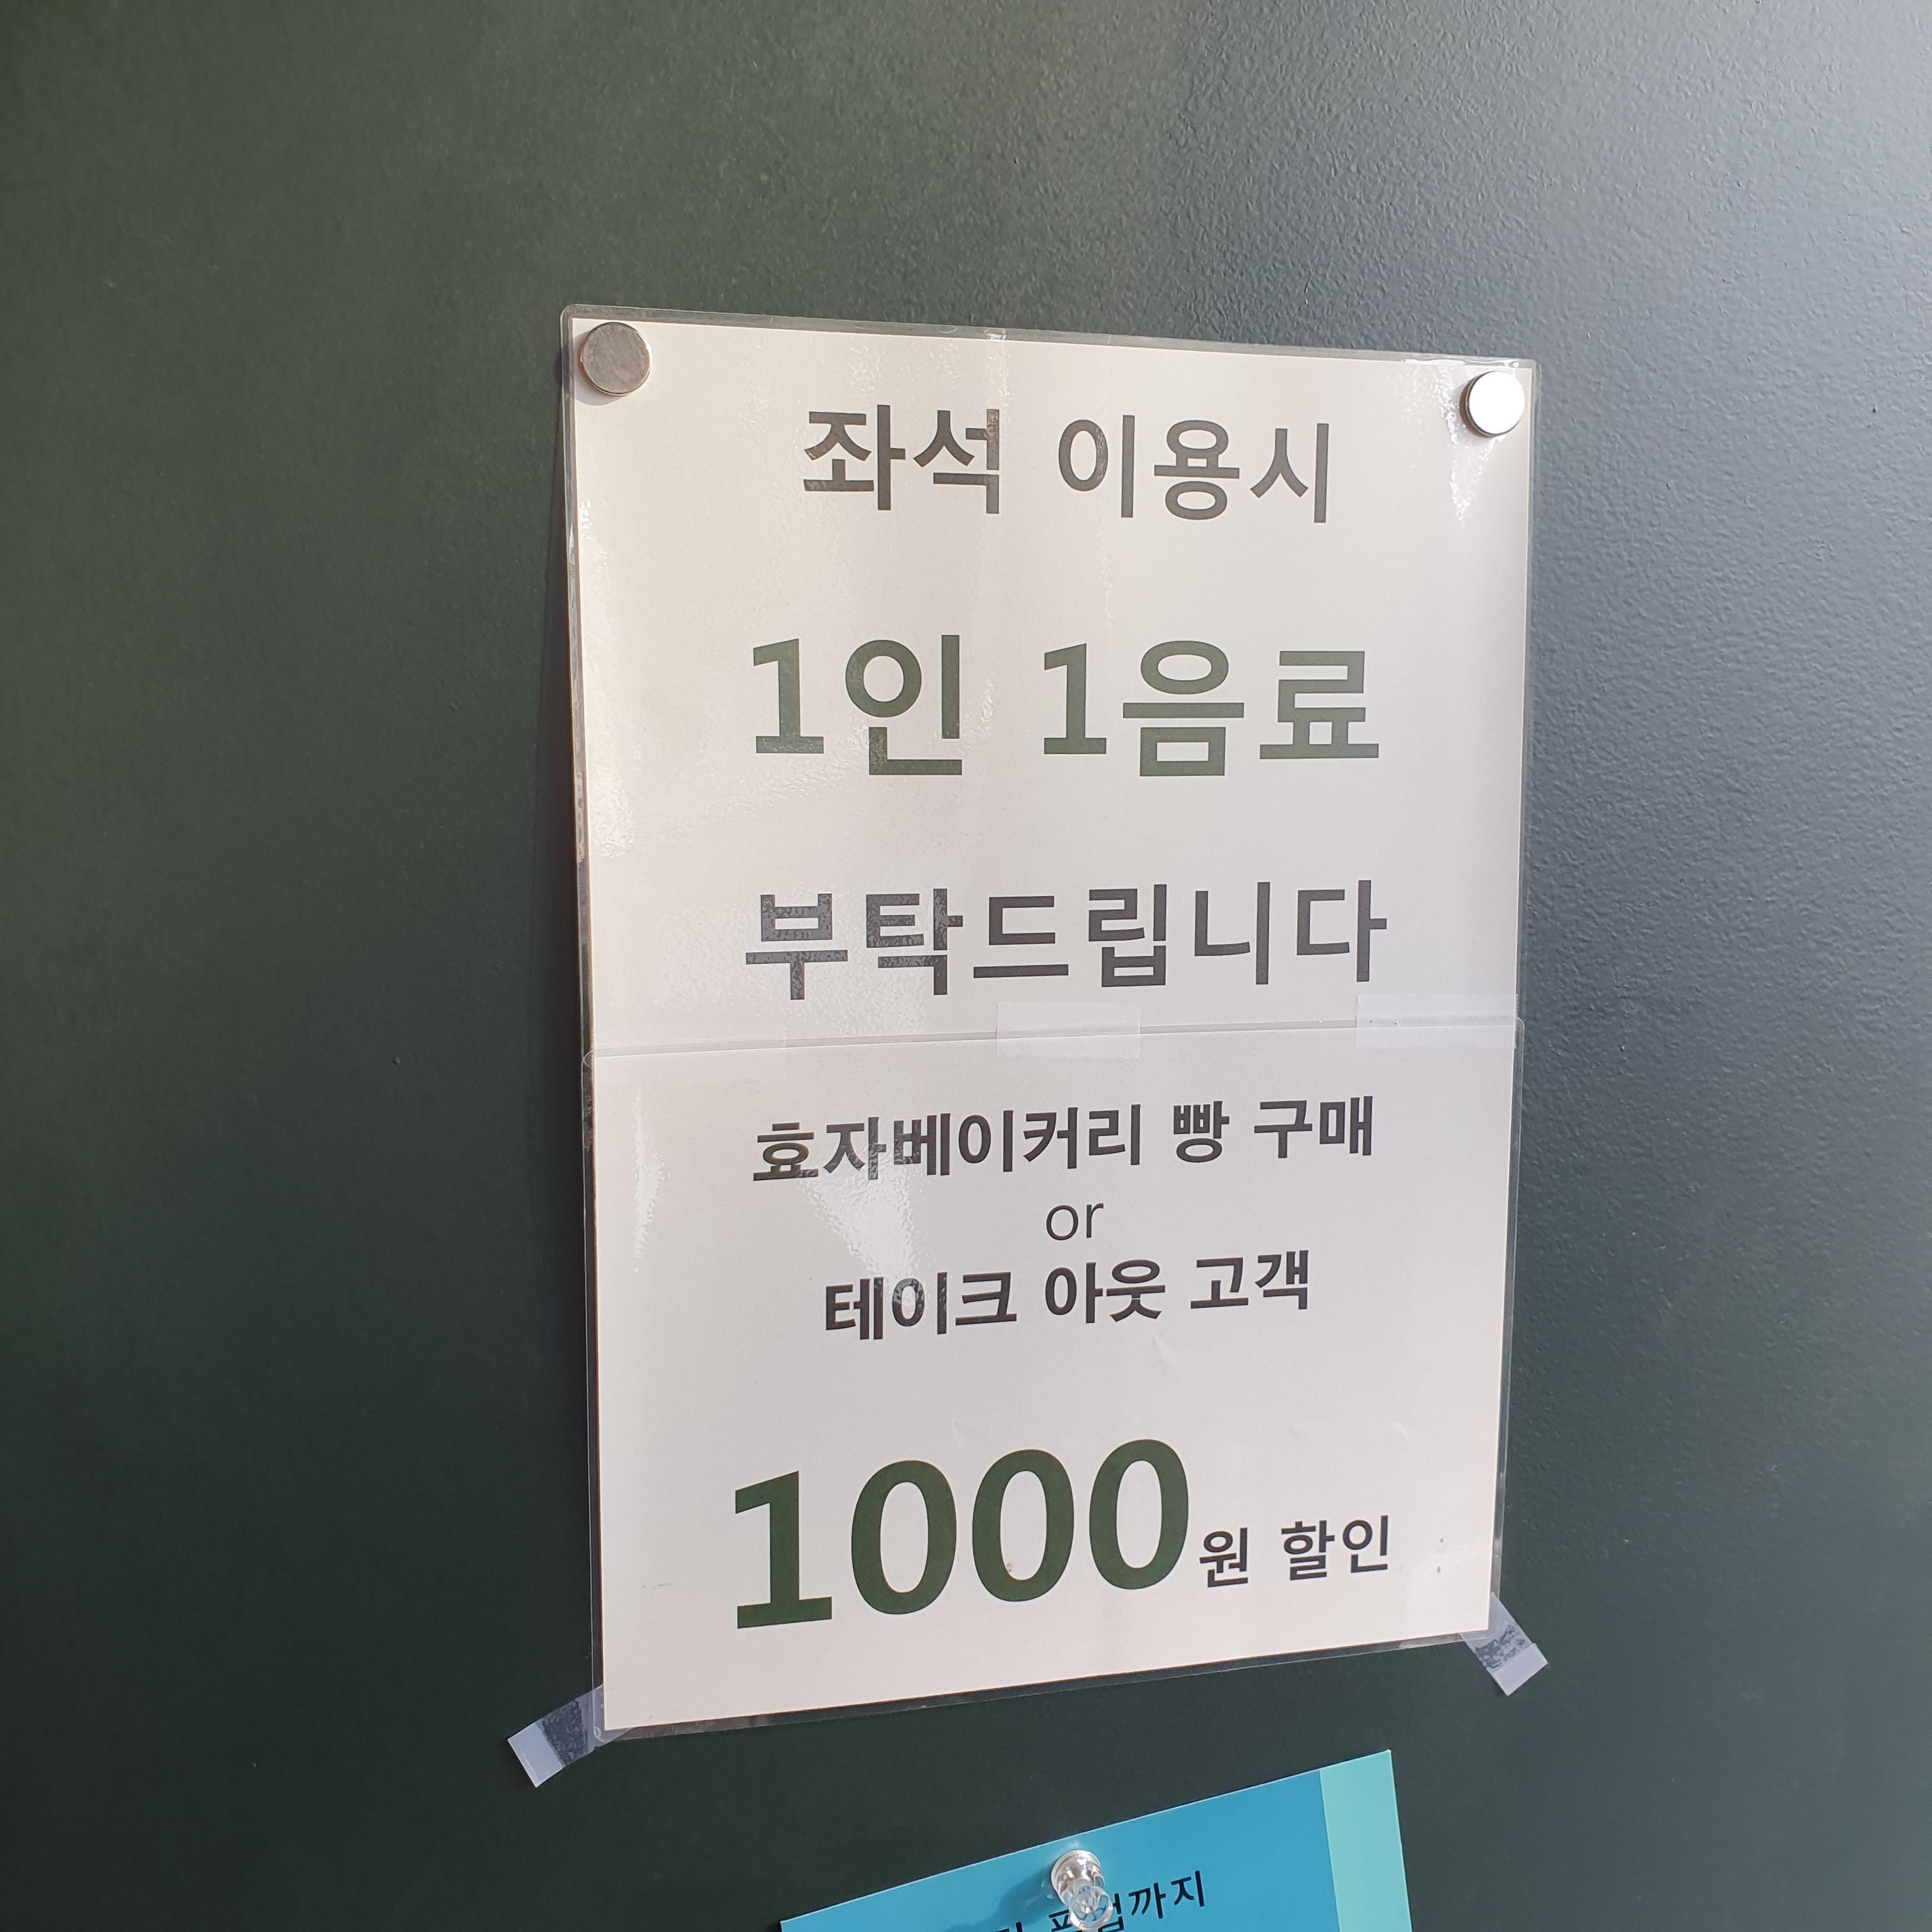 좌석 이용시
1인 1음료
부탁드립니다
효자베이커리 빵 구매
or
테이크 아웃 고객
1000원 할인